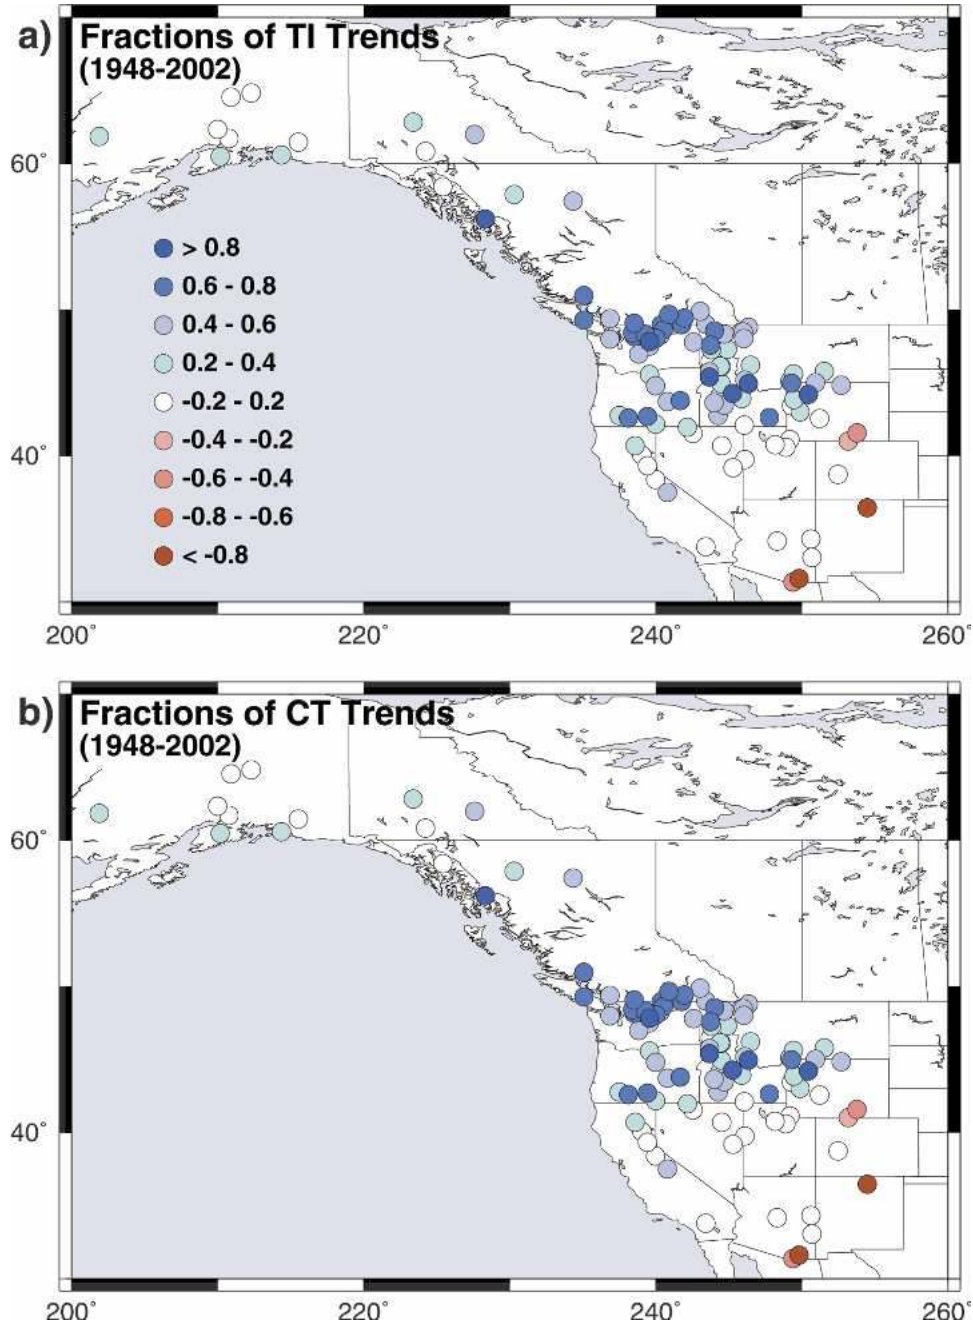 a) Fractions of TI Trends
(1948-2002)
60°
> 0.8
0.6 - 0.8
0.4 - 0.6
0.2 - 0.4
-0.2 - 0.2
-0.4 - -0.2
-0.6 - -0.4
-0.8 - -0.6
< -0.8
40°
200° 220° 240° 260°
b) Fractions of CT Trends
(1948-2002)
60°
40°
200° 220° 240° 260°